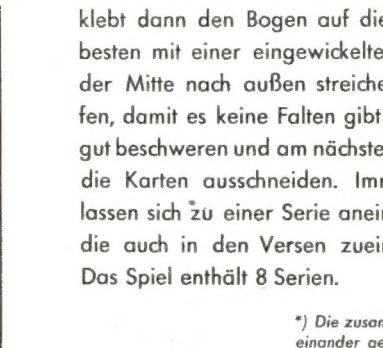 klebt dann den Bogen auf die
besten mit einer eingewickelte
der Mitte nach außen streiche
fen, damit es keine Falten gibt
gut beschweren und am nächste
die Karten ausschneiden. Imm
lassen sich zu einer Serie anein
die auch in den Versen zuein
Das Spiel enthält 8 Serien.
*) Die zusam
einander ge